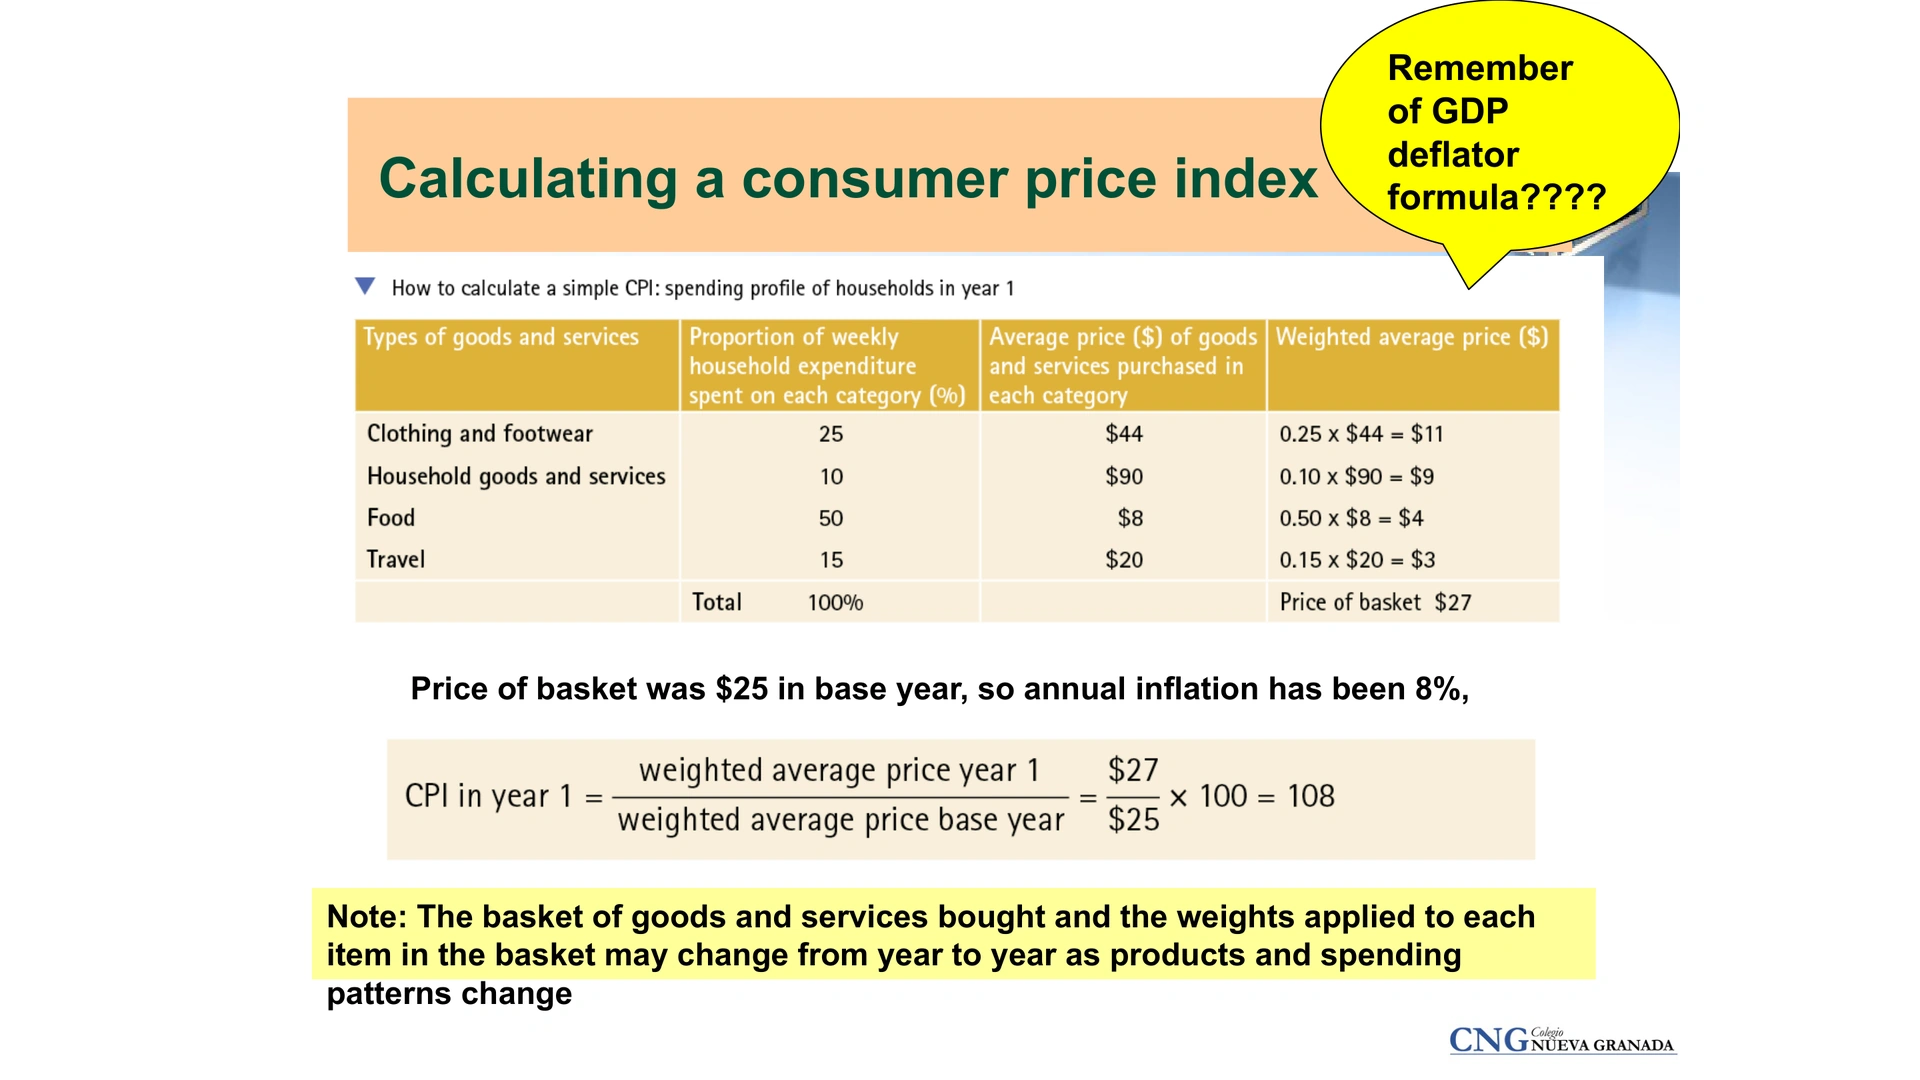 Remember
of GDP
deflator
formula????
Calculating a consumer price index
▼ How to calculate a simple CPI: spending profile of households in year 1
Types of goods and services Proportion of weekly household expenditure spent on each category (%) Average price ($) of goods and services purchased in each category Weighted average price ($)
Clothing and footwear 25 $44 0.25 x $44 = $11
Household goods and services 10 $90 0.10 x $90 = $9
Food 50 $8 0.50 x $8 = $4
Travel 15 $20 0.15 x $20 = $3
Total 100% Price of basket $27
Price of basket was $25 in base year, so annual inflation has been 8%,
CPI in year 1 = weighted average price year 1 / weighted average price base year = $27 / $25 × 100 = 108
Note: The basket of goods and services bought and the weights applied to each
item in the basket may change from year to year as products and spending
patterns change
CNG Colegio NUEVA GRANADA